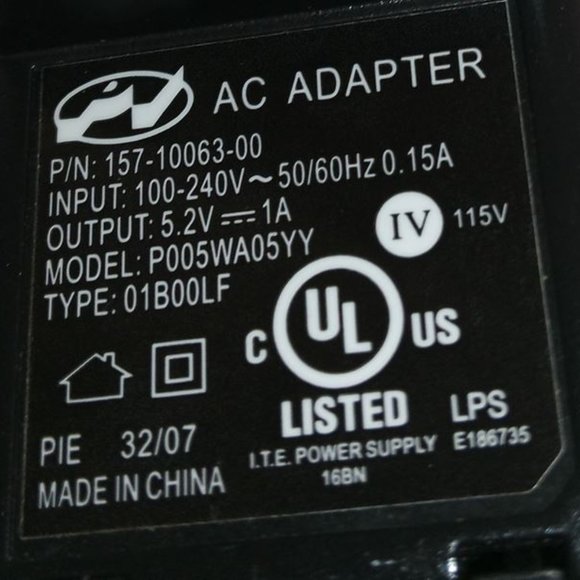 AC ADAPTER
P/N: 157-10063-00
INPUT: 100-240V~50/60Hz 0.15A
OUTPUT: 5.2V⎓1A
IV 115V
MODEL: P005WA05YY
TYPE: 01B00LF
C UL US
LISTED LPS
PIE 32/07
I.T.E. POWER SUPPLY E186735
MADE IN CHINA
16BN